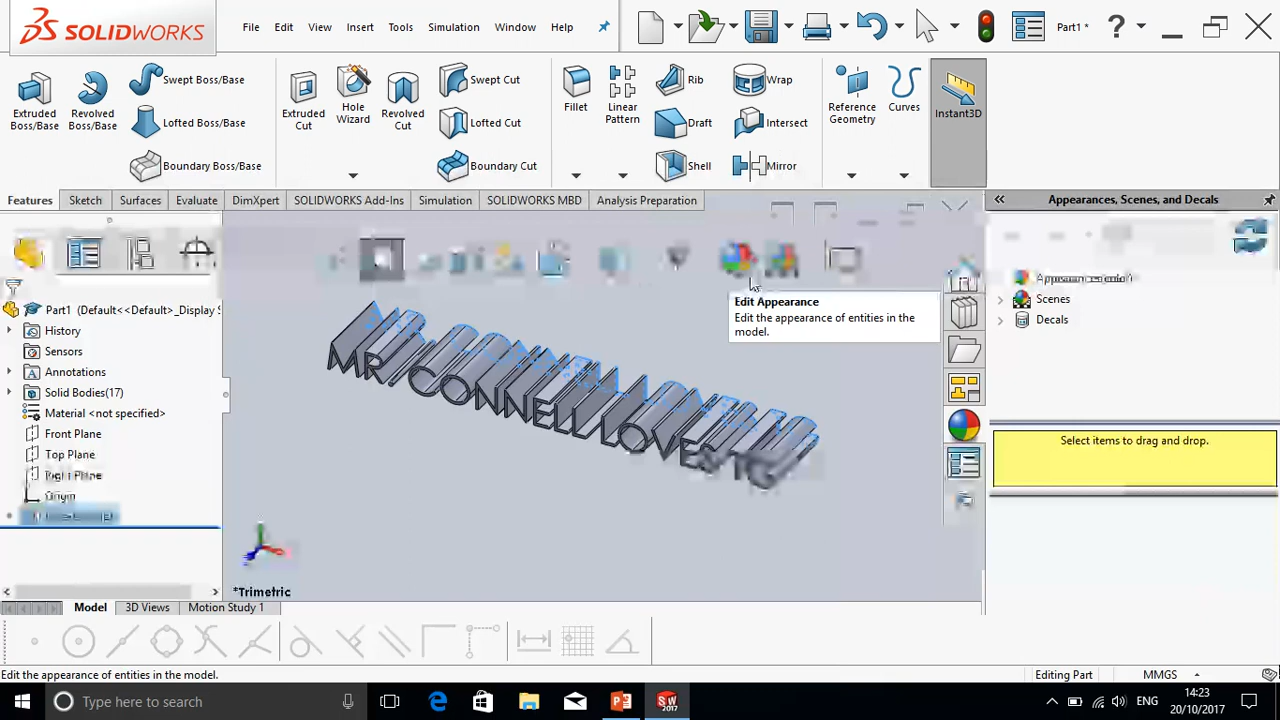 SOLIDWORKS
File Edit View Insert Tools Simulation Window Help
Part1 *
Extruded Boss/Base
Revolved Boss/Base
Swept Boss/Base
Lofted Boss/Base
Boundary Boss/Base
Extruded Cut
Hole Wizard
Revolved Cut
Swept Cut
Lofted Cut
Boundary Cut
Fillet
Linear Pattern
Rib
Draft
Shell
Wrap
Intersect
Mirror
Reference Geometry
Curves
Instant3D
Features Sketch Surfaces Evaluate DimXpert SOLIDWORKS Add-Ins Simulation SOLIDWORKS MBD Analysis Preparation
Appearances, Scenes, and Decals
Scenes
Decals
Select items to drag and drop.
Edit Appearance
Edit the appearance of entities in the
model.
Part1 (Default<<Default>_Display S
History
Sensors
Annotations
Solid Bodies(17)
Material <not specified>
Front Plane
Top Plane
Right Plane
Origin
MR. CONNELL LOVES
*Trimetric
Model 3D Views Motion Study 1
Edit the appearance of entities in the model.
Editing Part MMGS
Type here to search
SW
2017
ENG
14:23
20/10/2017